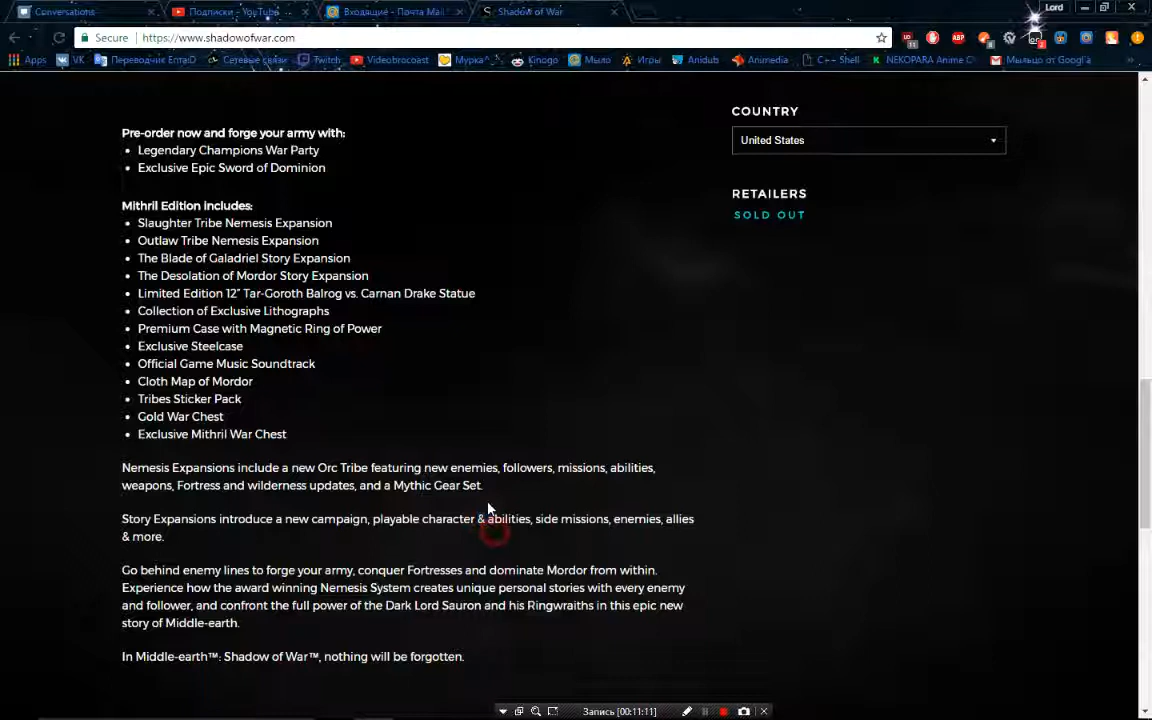 Conversations
Подписки - YouTube
Входящие - Почта Mail
Shadow of War
Lord
Secure
https://www.shadowofwar.com
Apps
VK
Переводчик EntaD
Сетевые связи
Twitch
Videobrocoast
Мурка^_^
Kinogo
Мыло
Игры
Anidub
Animedia
C++ Shell
NEKOPARA Anime C
Мыльцо от Googl'a
COUNTRY
Pre-order now and forge your army with:
United States
• Legendary Champions War Party
• Exclusive Epic Sword of Dominion
RETAILERS
Mithril Edition includes:
SOLD OUT
• Slaughter Tribe Nemesis Expansion
• Outlaw Tribe Nemesis Expansion
• The Blade of Galadriel Story Expansion
• The Desolation of Mordor Story Expansion
• Limited Edition 12" Tar-Goroth Balrog vs. Carnan Drake Statue
• Collection of Exclusive Lithographs
• Premium Case with Magnetic Ring of Power
• Exclusive Steelcase
• Official Game Music Soundtrack
• Cloth Map of Mordor
• Tribes Sticker Pack
• Gold War Chest
• Exclusive Mithril War Chest
Nemesis Expansions include a new Orc Tribe featuring new enemies, followers, missions, abilities,
weapons, Fortress and wilderness updates, and a Mythic Gear Set.
Story Expansions introduce a new campaign, playable character & abilities, side missions, enemies, allies
& more.
Go behind enemy lines to forge your army, conquer Fortresses and dominate Mordor from within.
Experience how the award winning Nemesis System creates unique personal stories with every enemy
and follower, and confront the full power of the Dark Lord Sauron and his Ringwraiths in this epic new
story of Middle-earth.
In Middle-earth™: Shadow of War™, nothing will be forgotten.
Запись [00:11:11]